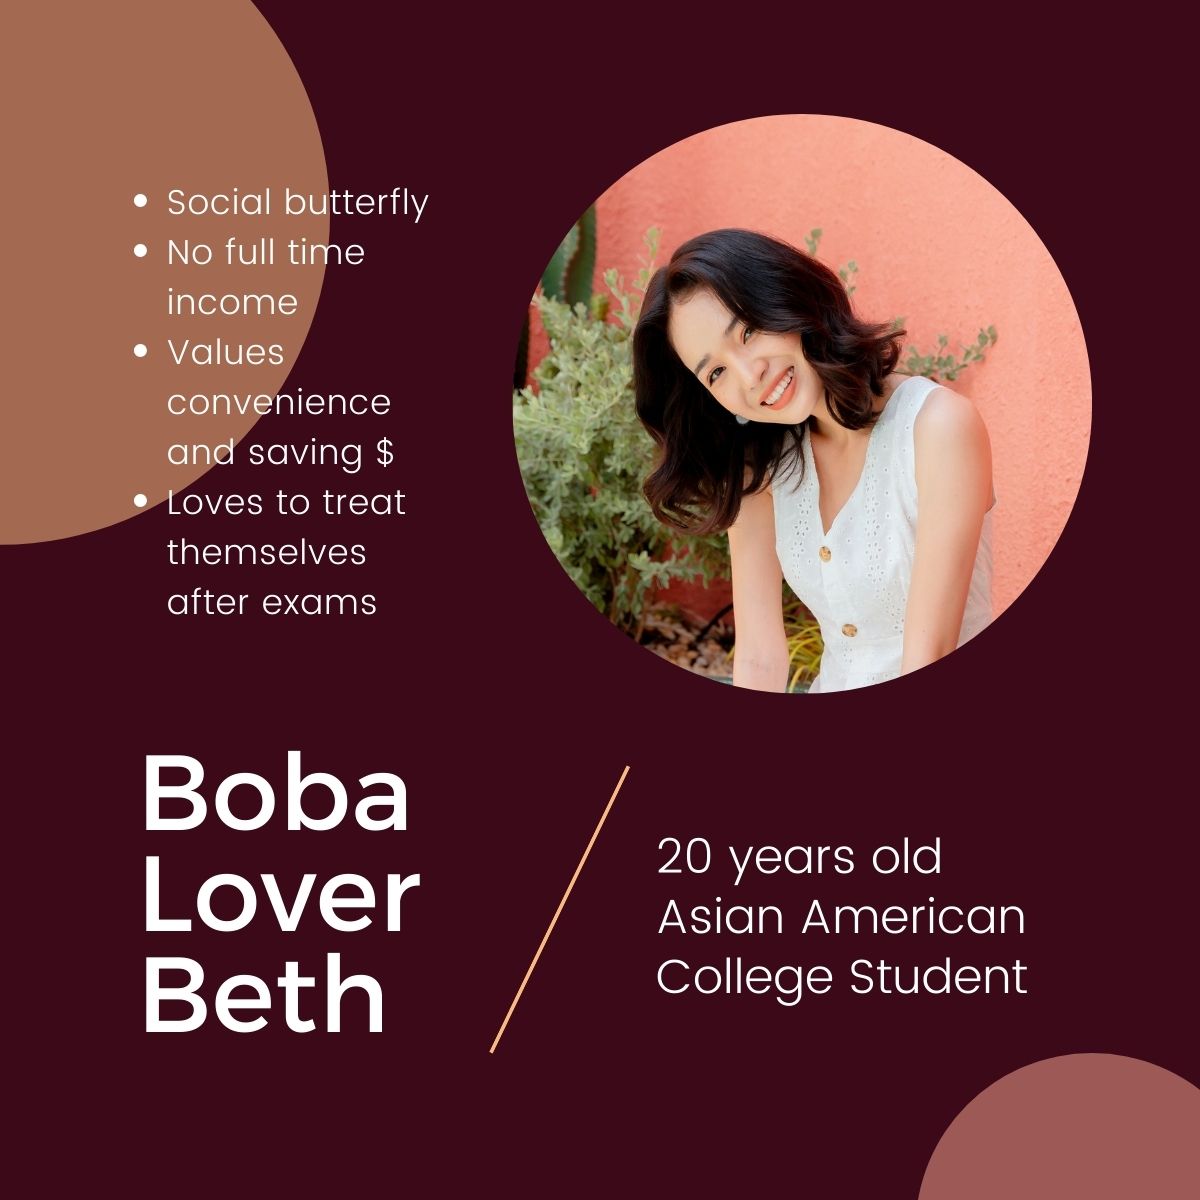 Social butterfly
No full time
income
Values
convenience
and saving $
Loves to treat
themselves
after exams
Boba
Lover
Beth
20 years old
Asian American
College Student